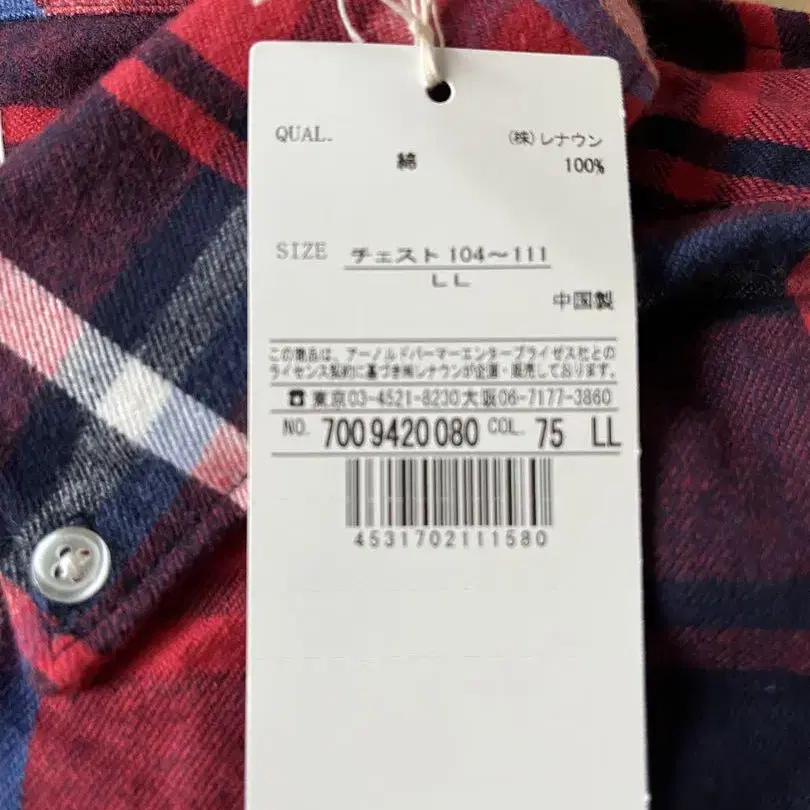 QUAL.
(株)レナウン
綿 100%
SIZE チェスト 104〜111
LL
中国製
この商品は、アーノルドパーマーエンタープライゼス社との
ライセンス契約に基づき㈱レナウンが企画・販売しております。
☎ 東京03-4521-8230大阪06-7177-3860
NO. 7009420080 COL. 75 LL
4531702111580